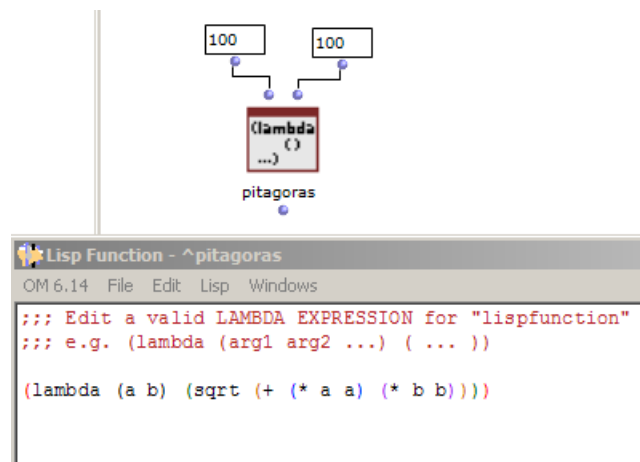 100
100
(lambda
()
...)
pitagoras
Lisp Function - ^pitagoras
OM 6.14 File Edit Lisp Windows
;;; Edit a valid LAMBDA EXPRESSION for "lispfunction"
;;; e.g. (lambda (arg1 arg2 ...) ( ... ))
(lambda (a b) (sqrt (+ (* a a) (* b b))))